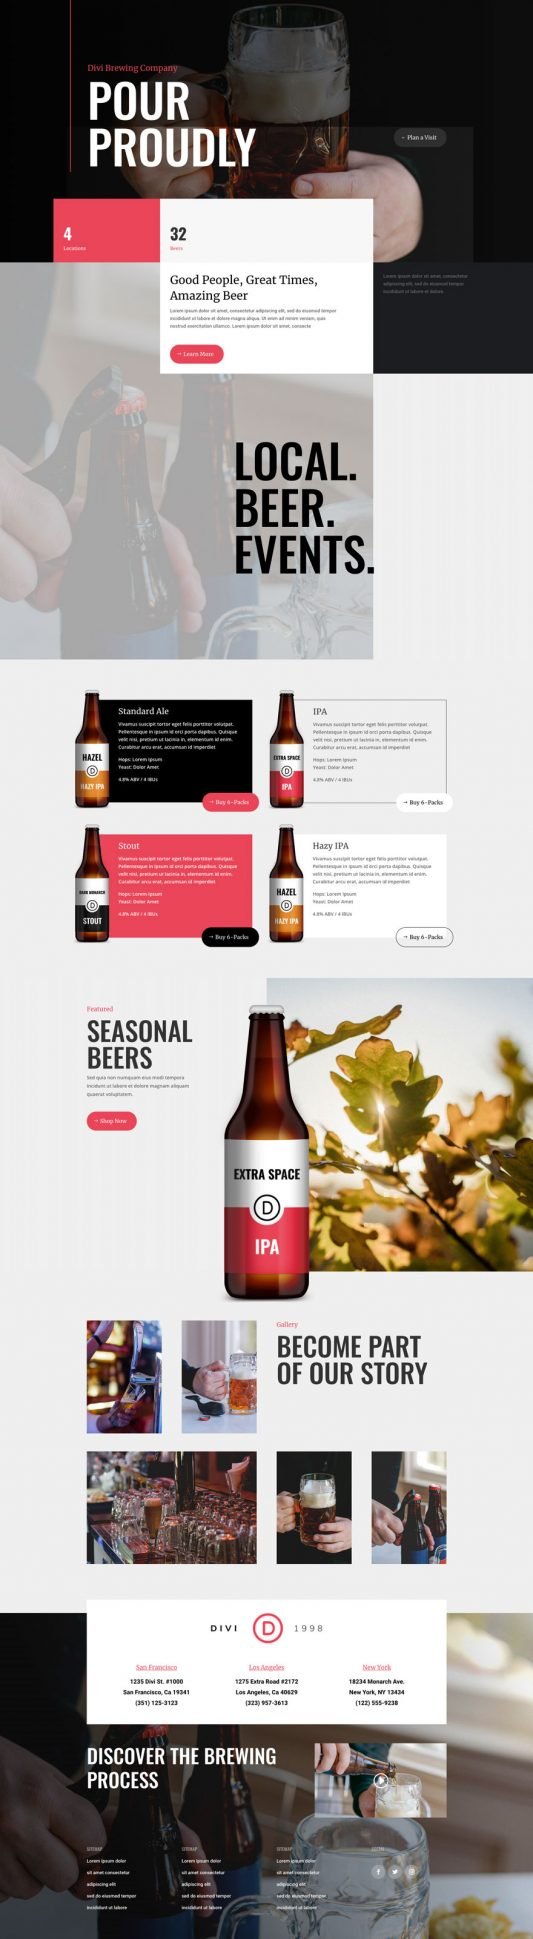 Divi Brewing Company
POUR
PROUDLY
→ Plan a Visit
4
Locations
32
Beers
Good People, Great Times,
Amazing Beer
Lorem ipsum dolor sit amet, consectetur adipiscing elit, sed do eiusmod tempor
incididunt ut labore et dolore magna aliqua. Ut enim ad minim veniam, quis
nostrud exercitation ullamco. Lorem ipsum dolor sit amet, consecte
→ Learn More
Lorem ipsum dolor sit amet, consectetur
adipiscing elit, sed do eiusmod tempor
incididunt ut labore et dolore.
LOCAL.
BEER.
EVENTS.
HAZEL
D
HAZY IPA
Standard Ale
Vivamus suscipit tortor eget felis porttitor volutpat.
Pellentesque in ipsum id orci porta dapibus. Quisque
velit nisi, pretium ut lacinia in, elementum id enim.
Curabitur arcu erat, accumsan id imperdiet
Hops: Lorem Ipsum
Yeast: Dolor Amet
4.8% ABV / 4 IBUs
→ Buy 6-Packs
EXTRA SPACE
D
IPA
IPA
Vivamus suscipit tortor eget felis porttitor volutpat.
Pellentesque in ipsum id orci porta dapibus. Quisque
velit nisi, pretium ut lacinia in, elementum id enim.
Curabitur arcu erat, accumsan id imperdiet
Hops: Lorem Ipsum
Yeast: Dolor Amet
4.8% ABV / 4 IBUs
→ Buy 6-Packs
DARK MONARCH
D
STOUT
Stout
Vivamus suscipit tortor eget felis porttitor volutpat.
Pellentesque in ipsum id orci porta dapibus. Quisque
velit nisi, pretium ut lacinia in, elementum id enim.
Curabitur arcu erat, accumsan id imperdiet
Hops: Lorem Ipsum
Yeast: Dolor Amet
4.8% ABV / 4 IBUs
→ Buy 6-Packs
HAZEL
D
HAZY IPA
Hazy IPA
Vivamus suscipit tortor eget felis porttitor volutpat.
Pellentesque in ipsum id orci porta dapibus. Quisque
velit nisi, pretium ut lacinia in, elementum id enim.
Curabitur arcu erat, accumsan id imperdiet
Hops: Lorem Ipsum
Yeast: Dolor Amet
4.8% ABV / 4 IBUs
→ Buy 6-Packs
Featured
SEASONAL
BEERS
Sed quia non numquam eius modi tempora
incidunt ut labore et dolore magnam aliquam
quaerat voluptatem.
→ Shop Now
EXTRA SPACE
D
IPA
Gallery
BECOME PART
OF OUR STORY
DIVI D 1998
San Francisco
1235 Divi St. #1000
San Francisco, Ca 19341
(351) 125-3123
Los Angeles
1275 Extra Road #2172
Los Angeles, Ca 40629
(323) 957-3613
New York
18234 Monarch Ave.
New York, NY 13434
(122) 555-9238
DISCOVER THE BREWING
PROCESS
SITEMAP
Lorem ipsum dolor
sit amet consectetur
adipiscing elit
sed do eiusmod tempor
incididunt ut labore
SITEMAP
Lorem ipsum dolor
sit amet consectetur
adipiscing elit
sed do eiusmod tempor
incididunt ut labore
SITEMAP
Lorem ipsum dolor
sit amet consectetur
adipiscing elit
sed do eiusmod tempor
incididunt ut labore